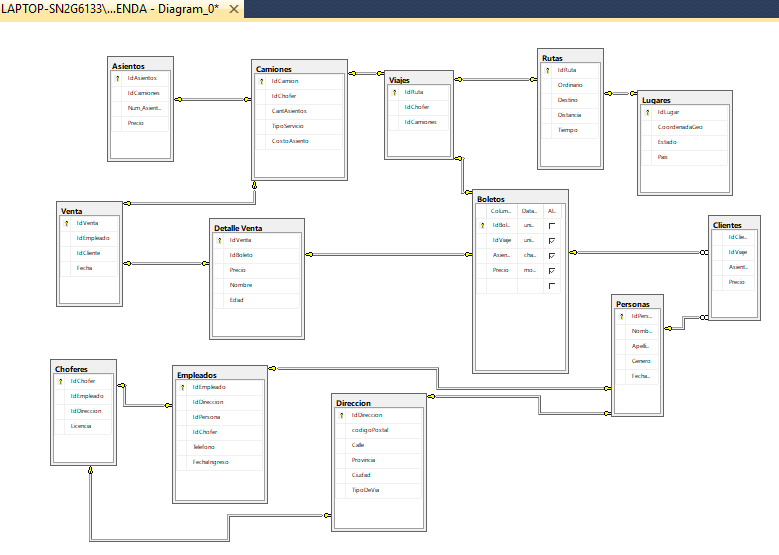 LAPTOP-SN2G6133\...ENDA - Diagram_0*
Asientos
IdAsientos
IdCamiones
Num_Asient...
Precio
Camiones
IdCamion
IdChofer
CantAsientos
TipoServicio
CostoAsiento
Viajes
IdRuta
IdChofer
IdCamiones
Rutas
IdRuta
Ordinario
Destino
Distancia
Tiempo
Lugares
IdLugar
CoordenadaGeo
Estado
Pais
Venta
IdVenta
IdEmpleado
IdCliente
Fecha
Detalle Venta
IdVenta
IdBoleto
Precio
Nombre
Edad
Boletos
Colum... Data... Al...
IdBol... un...
IdViaje un...
Asien... cha...
Precio mo...
Clientes
IdClie...
IdViaje
Asient...
Precio
Personas
IdPers...
Nomb...
Apelli...
Genero
Fecha...
Choferes
IdChofer
IdEmpleado
IdDireccion
Licencia
Empleados
IdEmpleado
IdDireccion
IdPersona
IdChofer
Telefono
FechaIngreso
Direccion
IdDireccion
codigoPostal
Calle
Provincia
Ciudad
TipoDeVia